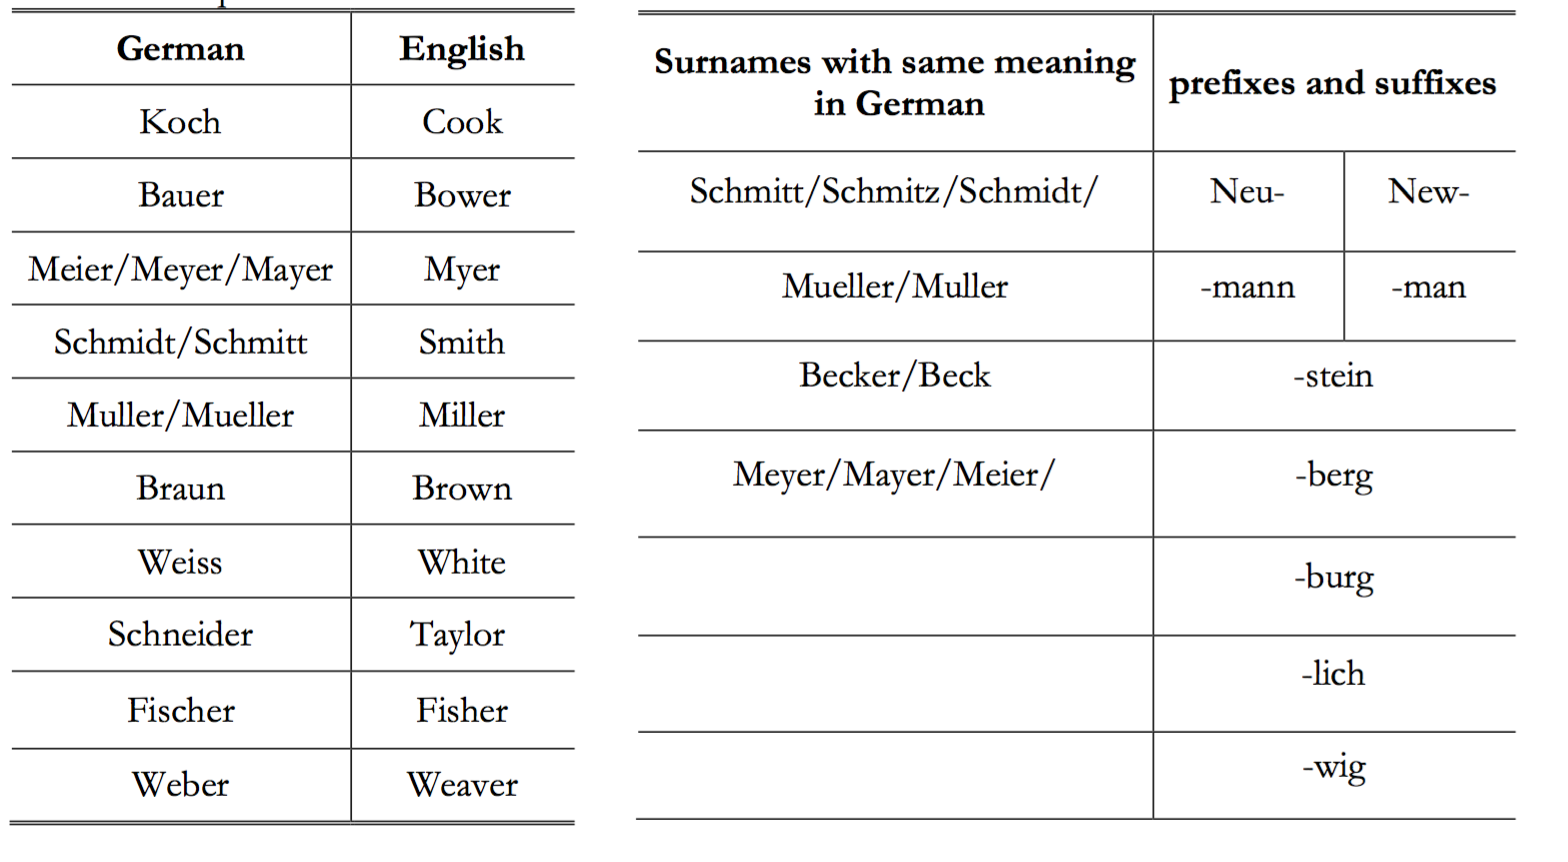 German English
Koch Cook
Bauer Bower
Meier/Meyer/Mayer Myer
Schmidt/Schmitt Smith
Muller/Mueller Miller
Braun Brown
Weiss White
Schneider Taylor
Fischer Fisher
Weber Weaver
Surnames with same meaning
in German
prefixes and suffixes
Schmitt/Schmitz/Schmidt/ Neu- New-
Mueller/Muller -mann -man
Becker/Beck -stein
Meyer/Mayer/Meier/ -berg
-burg
-lich
-wig